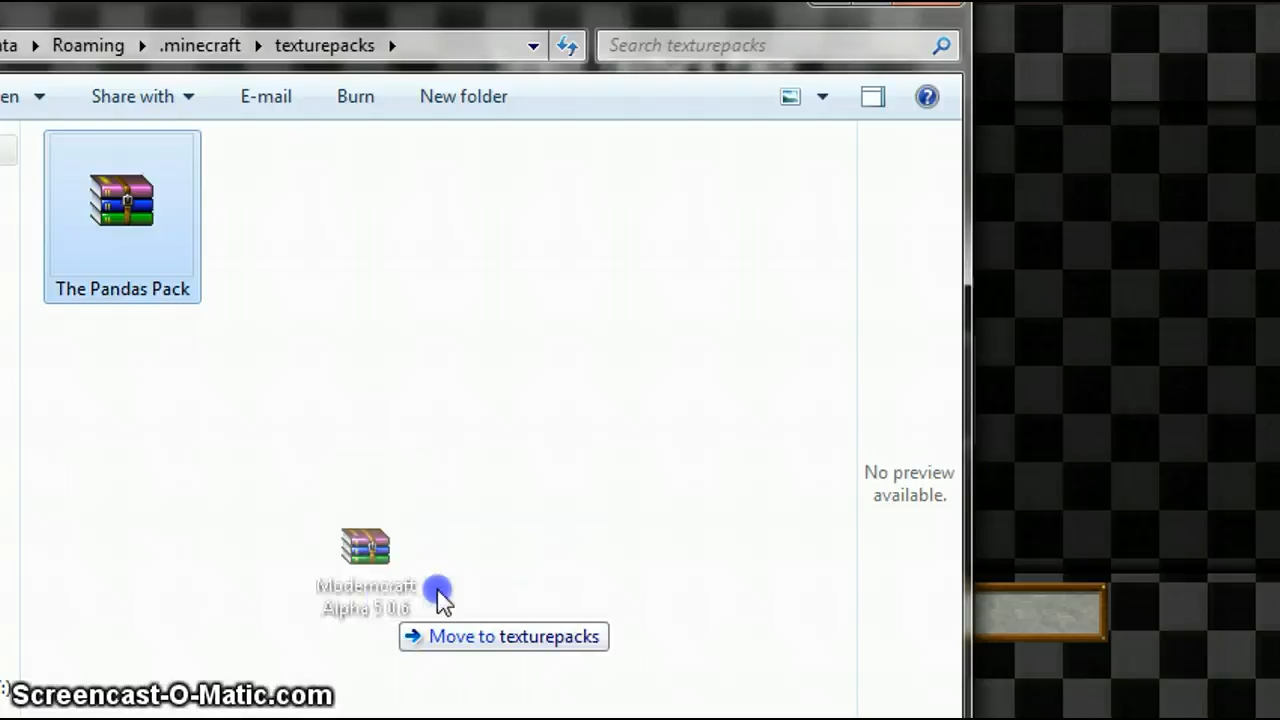 ta ▸ Roaming ▸ .minecraft ▸ texturepacks ▸
Search texturepacks
en Share with E-mail Burn New folder
The Pandas Pack
No preview
available.
Moderncraft
Alpha 5 0.6
Move to texturepacks
Screencast-O-Matic.com